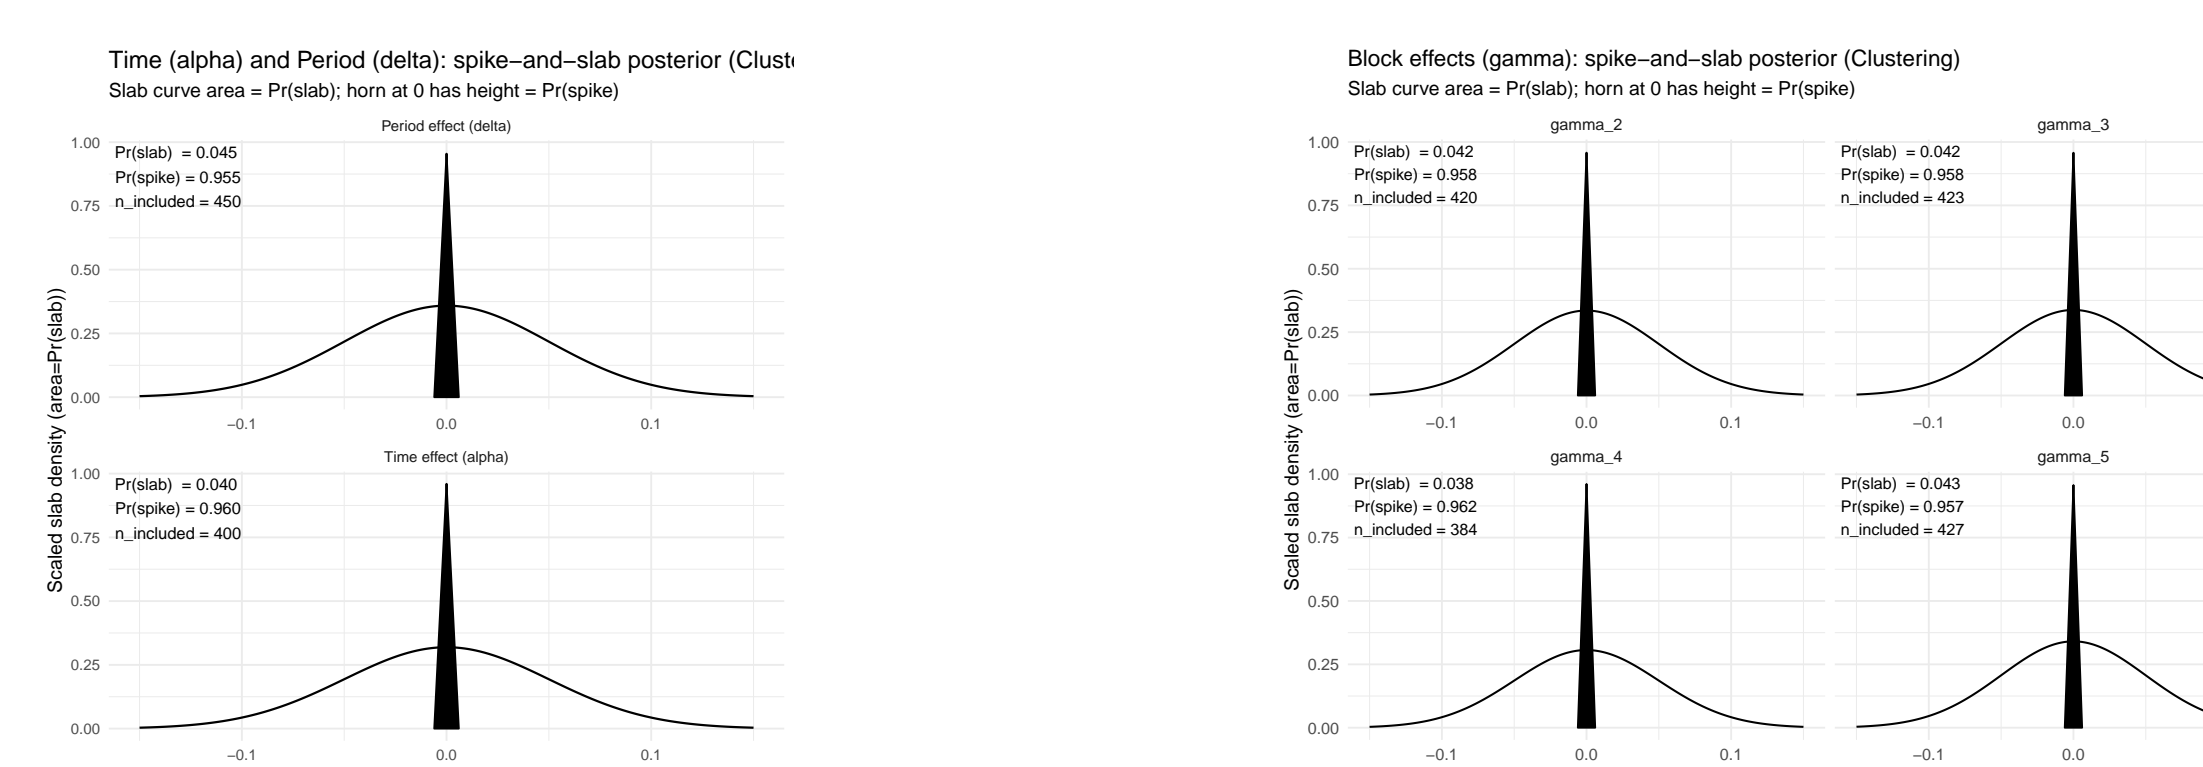 Time (alpha) and Period (delta): spike−and−slab posterior (Cluste
Slab curve area = Pr(slab); horn at 0 has height = Pr(spike)
Scaled slab density (area=Pr(slab))
Period effect (delta)
Pr(slab)  = 0.045
Pr(spike) = 0.955
n_included = 450
1.00
0.75
0.50
0.25
0.00
−0.1
0.0
0.1
Time effect (alpha)
Pr(slab)  = 0.040
Pr(spike) = 0.960
n_included = 400
1.00
0.75
0.50
0.25
0.00
−0.1
0.0
0.1
Block effects (gamma): spike−and−slab posterior (Clustering)
Slab curve area = Pr(slab); horn at 0 has height = Pr(spike)
Scaled slab density (area=Pr(slab))
gamma_2
Pr(slab)  = 0.042
Pr(spike) = 0.958
n_included = 420
1.00
0.75
0.50
0.25
0.00
−0.1
0.0
0.1
gamma_3
Pr(slab)  = 0.042
Pr(spike) = 0.958
n_included = 423
−0.1
0.0
gamma_4
Pr(slab)  = 0.038
Pr(spike) = 0.962
n_included = 384
1.00
0.75
0.50
0.25
0.00
−0.1
0.0
0.1
gamma_5
Pr(slab)  = 0.043
Pr(spike) = 0.957
n_included = 427
−0.1
0.0